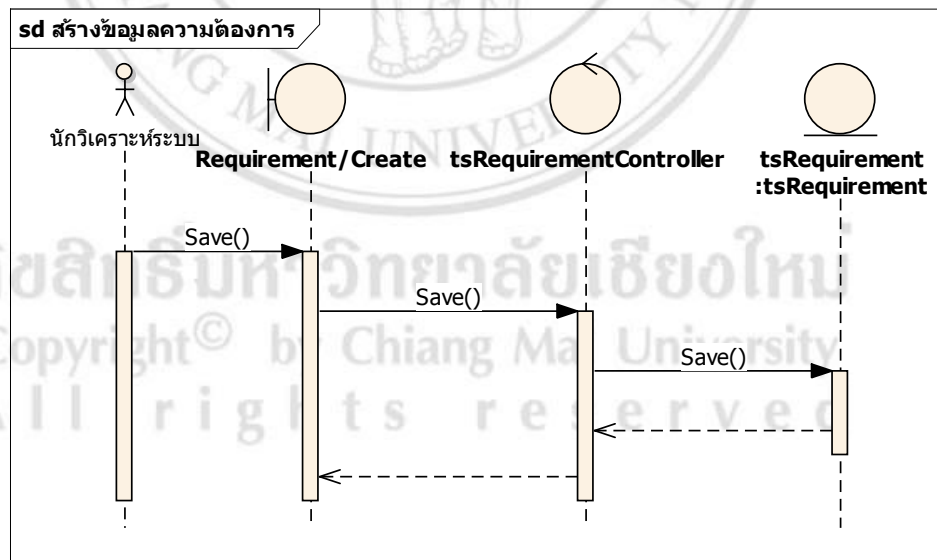 sd สร้างข้อมูลความต้องการ
นักวิเคราะห์ระบบ
Requirement/Create
tsRequirementController
tsRequirement
:tsRequirement
Save()
Save()
Save()
ลิขสิทธิ์มหาวิทยาลัยเชียงใหม่
Copyright© by Chiang Mai University
All rights reserved